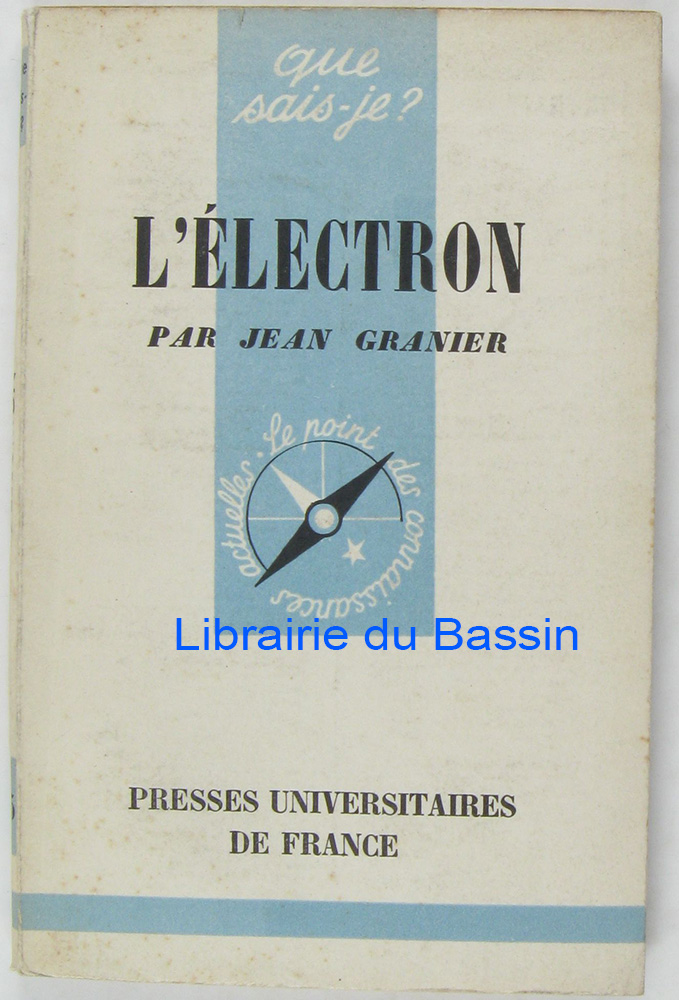 que
sais-je?
L'ÉLECTRON
PAR JEAN GRANIER
Le point des connaissances actuelles.
Librairie du Bassin
PRESSES UNIVERSITAIRES
DE FRANCE